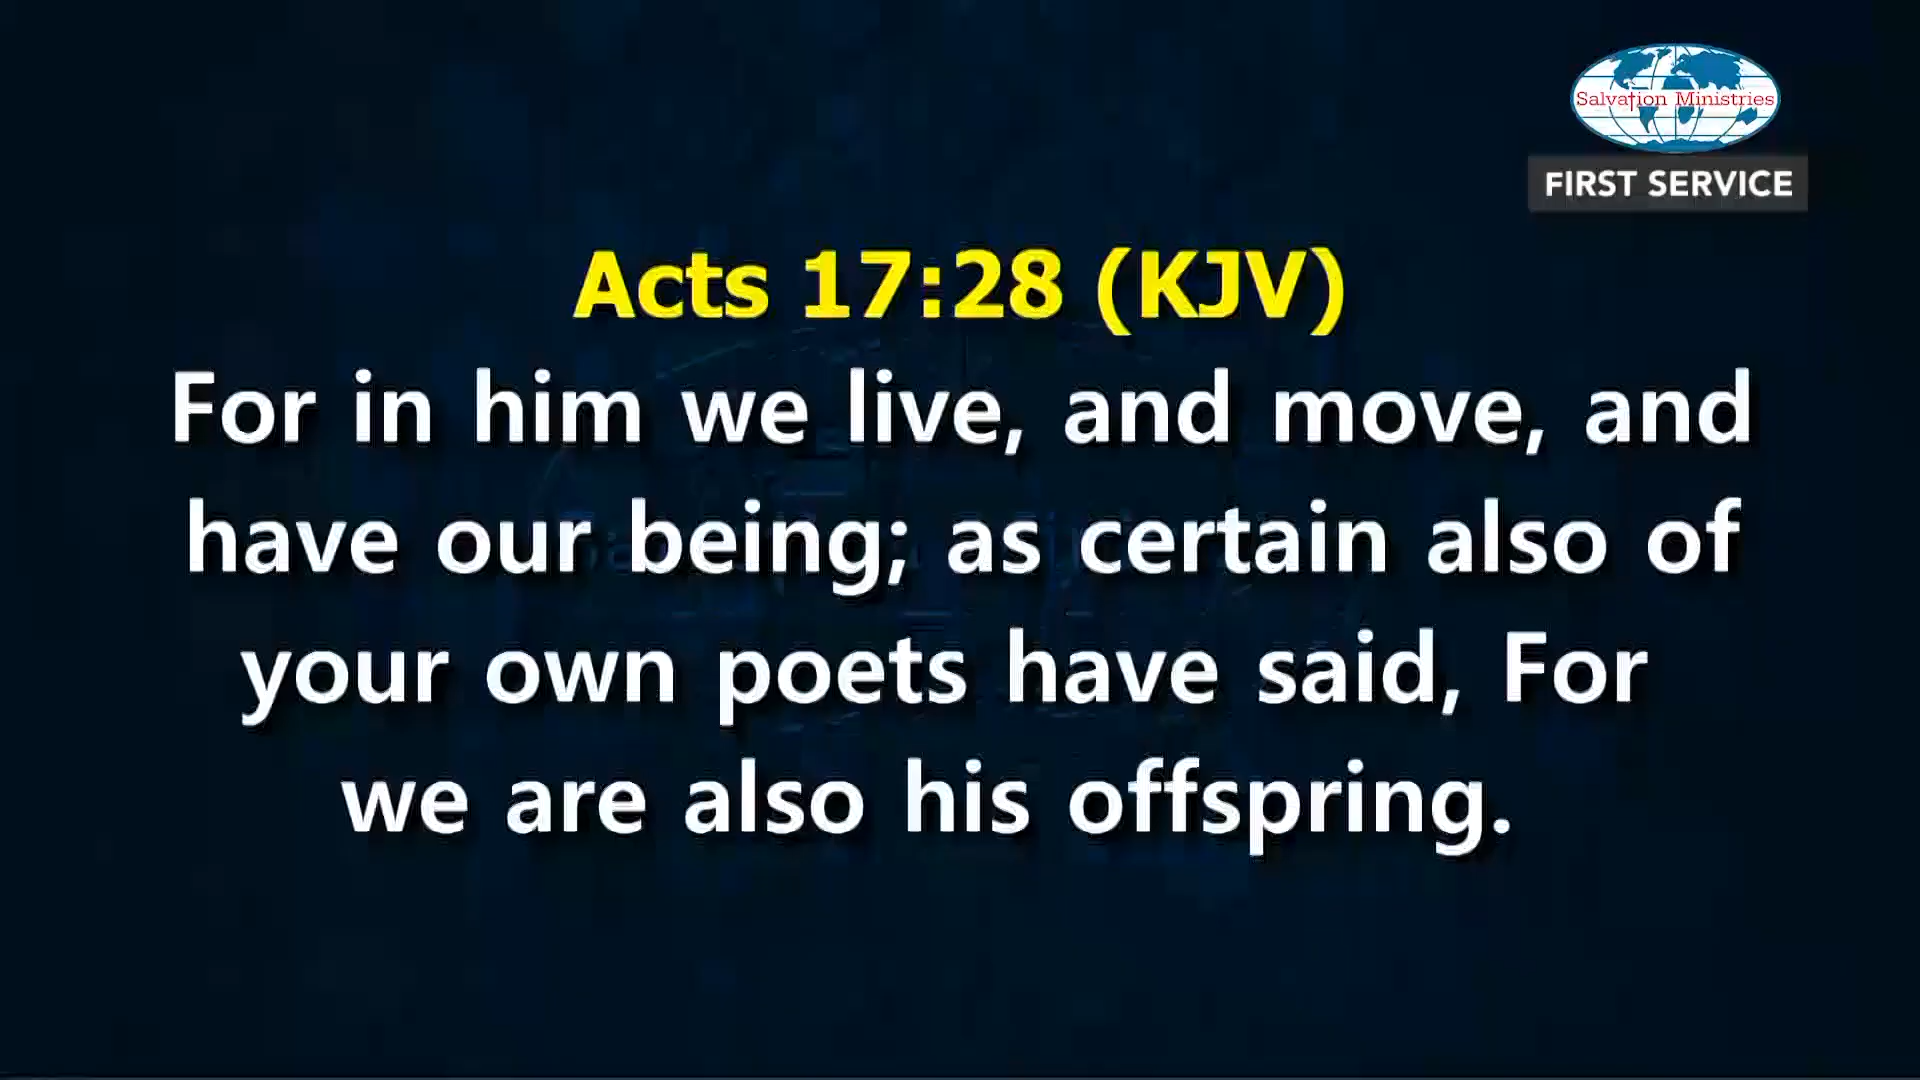 Salvation Ministries
FIRST SERVICE
Acts 17:28 (KJV)
For in him we live, and move, and
have our being; as certain also of
your own poets have said, For
we are also his offspring.